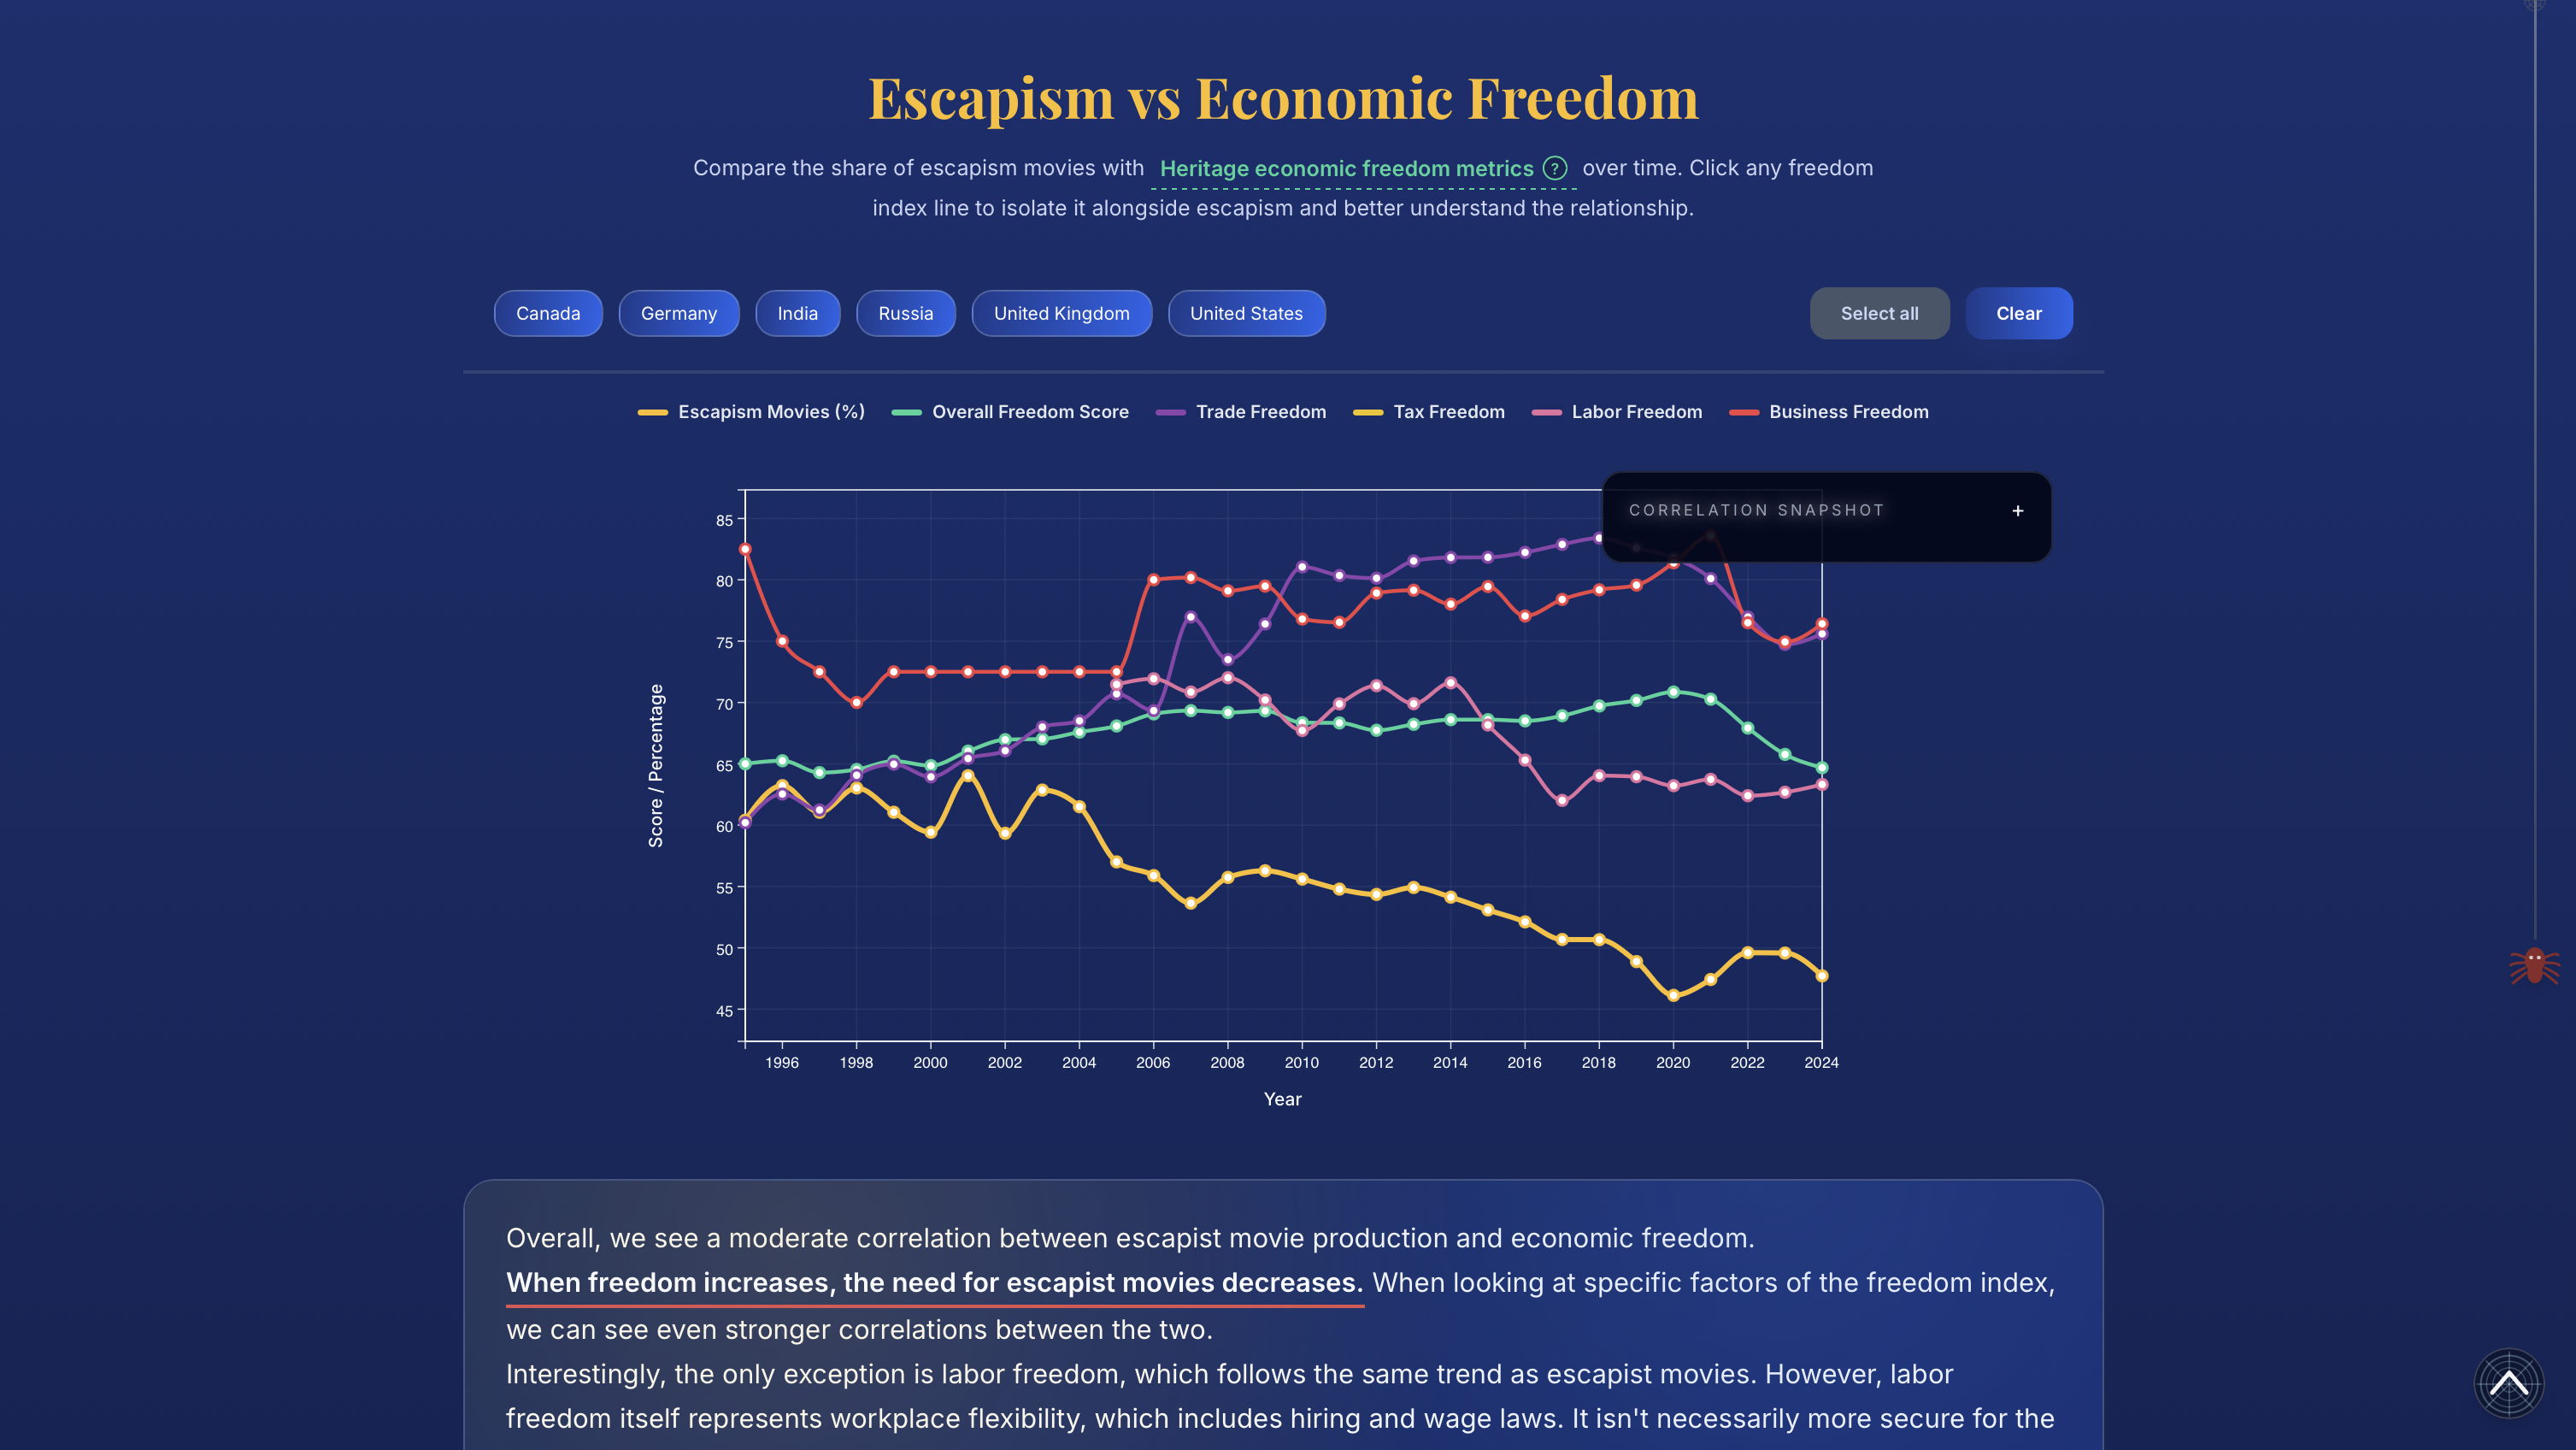 Escapism vs Economic Freedom
Compare the share of escapism movies with Heritage economic freedom metrics ? over time. Click any freedom
index line to isolate it alongside escapism and better understand the relationship.
Canada Germany India Russia United Kingdom United States Select all Clear
Escapism Movies (%) Overall Freedom Score Trade Freedom Tax Freedom Labor Freedom Business Freedom
CORRELATION SNAPSHOT +
85
80
75
70
65
60
55
50
45
Score / Percentage
1996 1998 2000 2002 2004 2006 2008 2010 2012 2014 2016 2018 2020 2022 2024
Year
Overall, we see a moderate correlation between escapist movie production and economic freedom.
When freedom increases, the need for escapist movies decreases. When looking at specific factors of the freedom index,
we can see even stronger correlations between the two.
Interestingly, the only exception is labor freedom, which follows the same trend as escapist movies. However, labor
freedom itself represents workplace flexibility, which includes hiring and wage laws. It isn't necessarily more secure for the